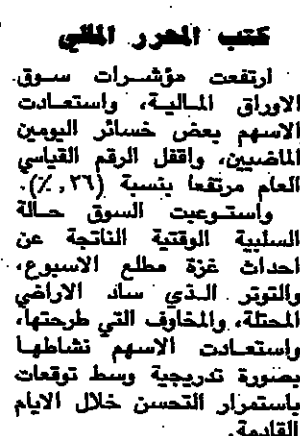 كتب المحرر المالي
ارتفعت مؤشرات سوق
الاوراق المالية، واستعادت
الاسهم بعض خسائر اليومين
الماضيين، واقفل الرقم القياسي
العام مرتفعا بنسبة (٢٦,٪).
واستوعبت السوق حالة
السلبية الوقتية الناتجة عن
احداث غزة مطلع الاسبوع،
والتوتر الذي ساد الاراضي
المحتلة، والمخاوف التي طرحتها،
واستعادت الاسهم نشاطها
بصورة تدريجية وسط توقعات
باستمرار التحسن خلال الايام
القادمة.